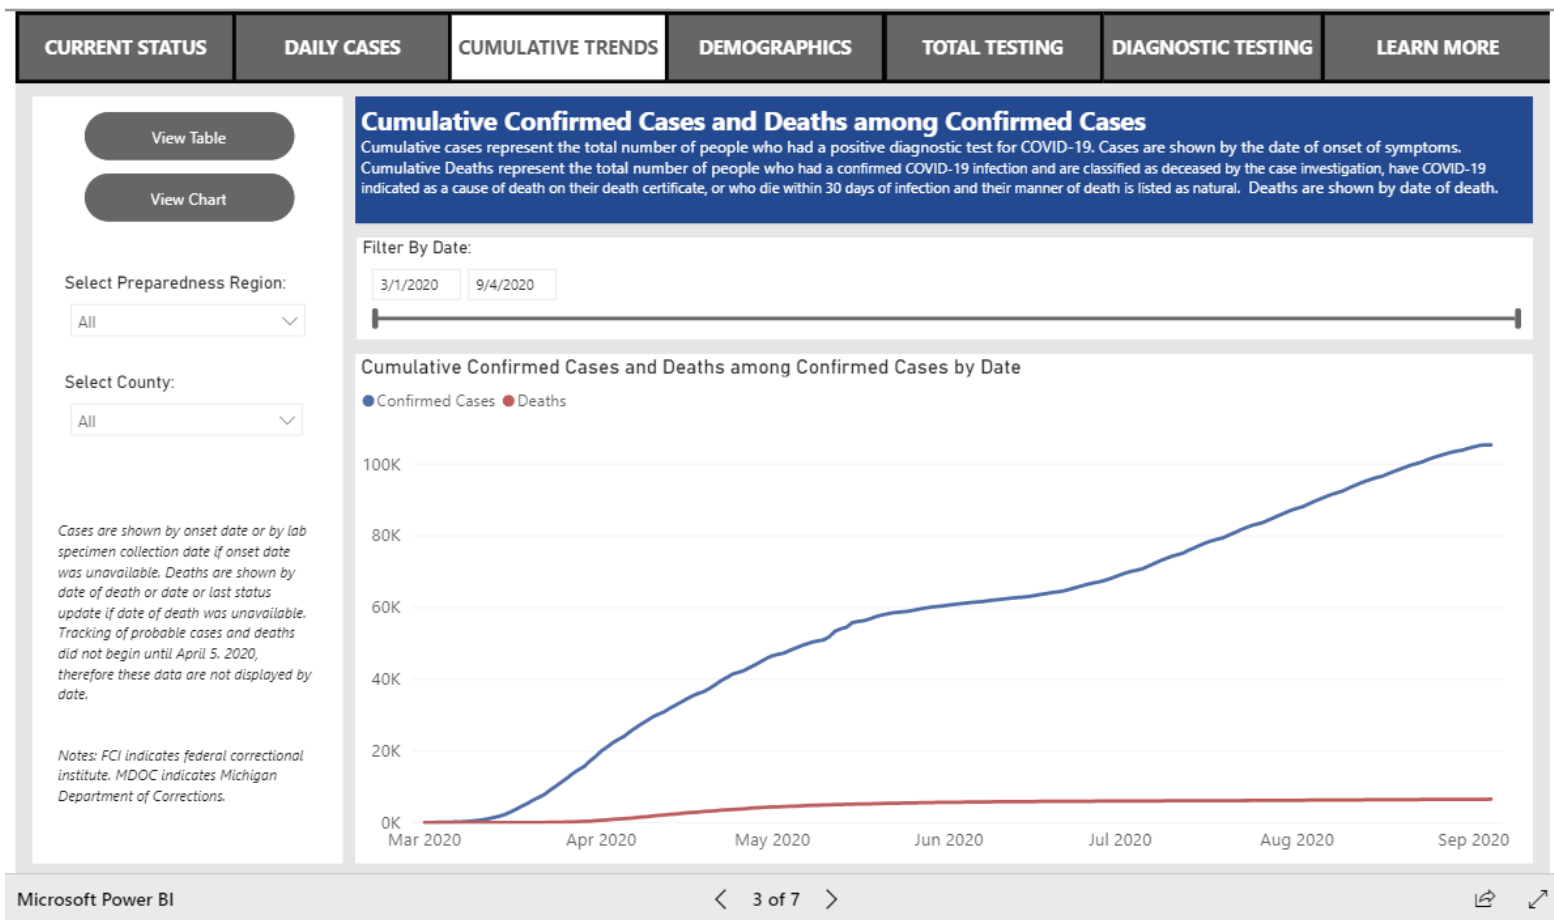 CURRENT STATUS
DAILY CASES
CUMULATIVE TRENDS
DEMOGRAPHICS
TOTAL TESTING
DIAGNOSTIC TESTING
LEARN MORE
View Table
View Chart
Select Preparedness Region:
All
Select County:
All
Cases are shown by onset date or by lab
specimen collection date if onset date
was unavailable. Deaths are shown by
date of death or date or last status
update if date of death was unavailable.
Tracking of probable cases and deaths
did not begin until April 5. 2020,
therefore these data are not displayed by
date.
Notes: FCI indicates federal correctional
institute. MDOC indicates Michigan
Department of Corrections.
Cumulative Confirmed Cases and Deaths among Confirmed Cases
Cumulative cases represent the total number of people who had a positive diagnostic test for COVID-19. Cases are shown by the date of onset of symptoms.
Cumulative Deaths represent the total number of people who had a confirmed COVID-19 infection and are classified as deceased by the case investigation, have COVID-19
indicated as a cause of death on their death certificate, or who die within 30 days of infection and their manner of death is listed as natural. Deaths are shown by date of death.
Filter By Date:
3/1/2020 9/4/2020
Cumulative Confirmed Cases and Deaths among Confirmed Cases by Date
Confirmed Cases Deaths
100K
80K
60K
40K
20K
0K
Mar 2020 Apr 2020 May 2020 Jun 2020 Jul 2020 Aug 2020 Sep 2020
Microsoft Power BI
3 of 7